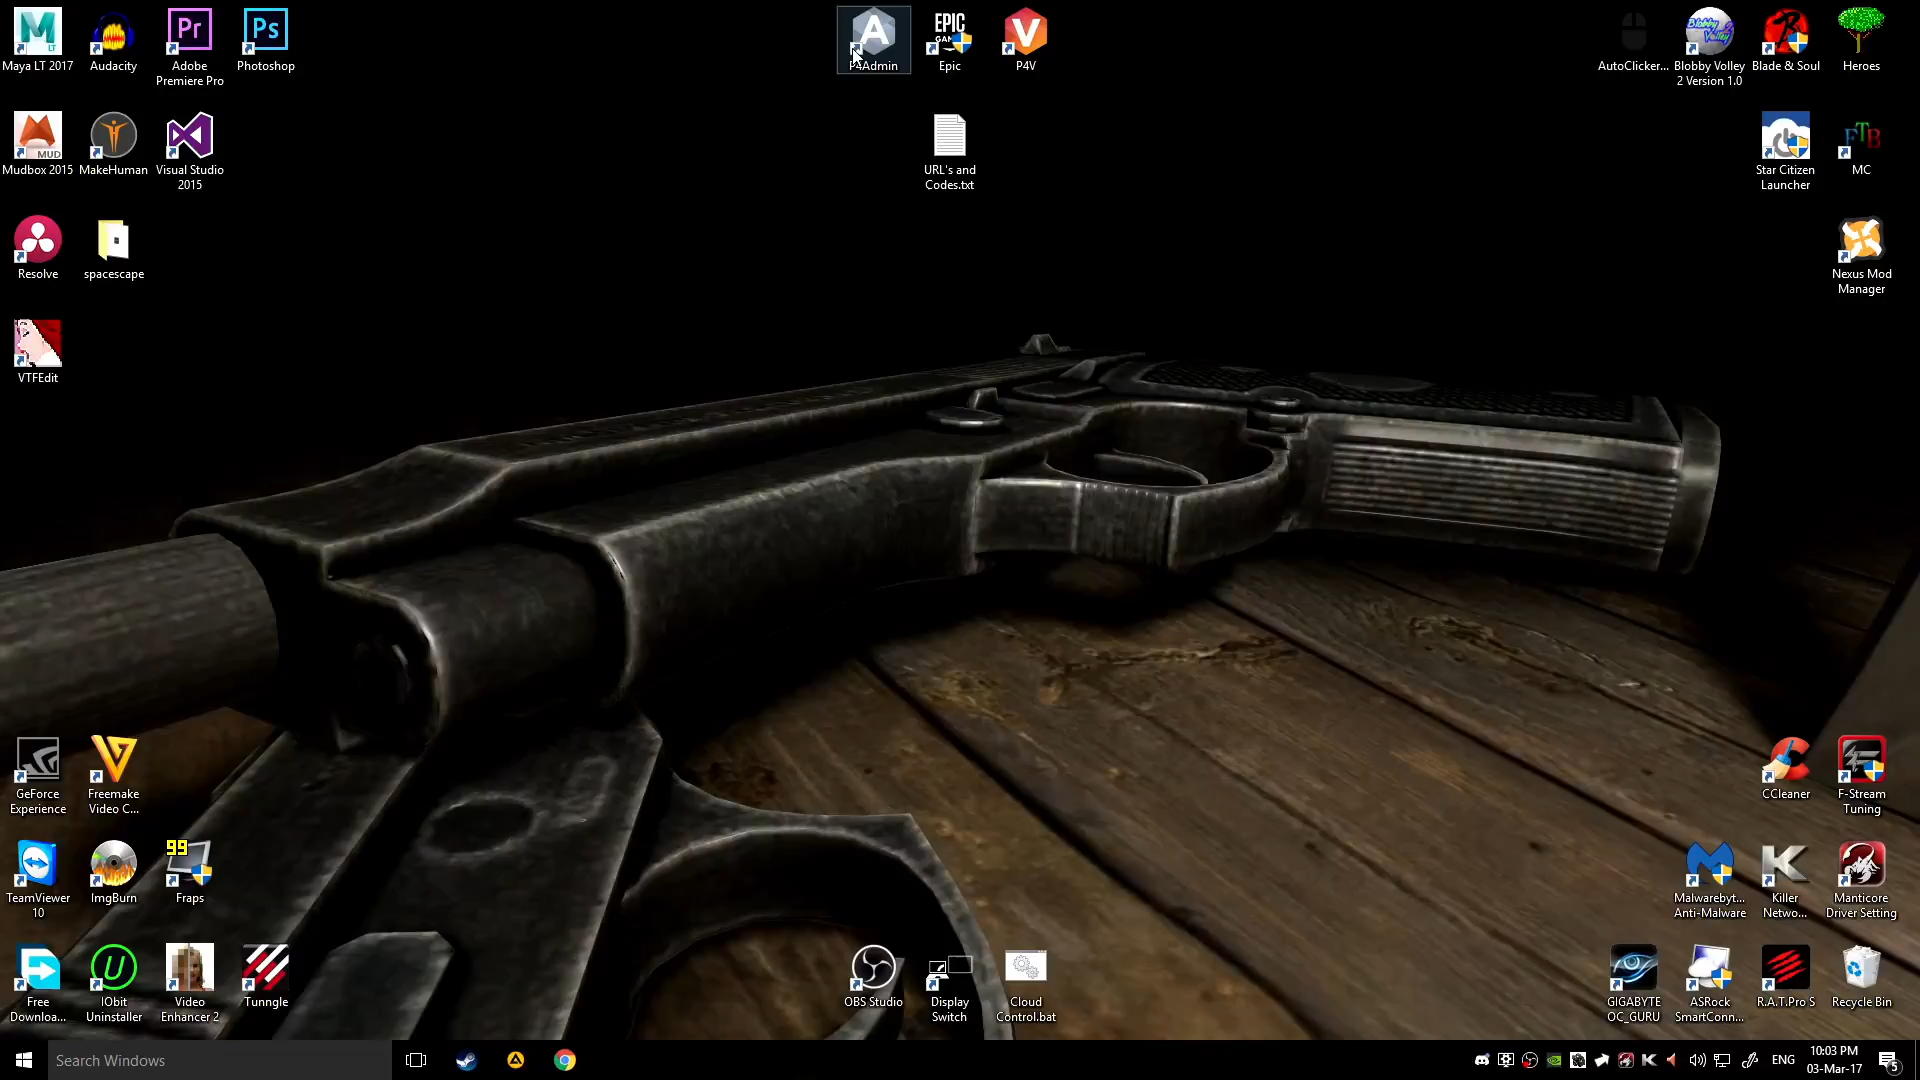 Maya LT 2017
Audacity
Adobe
Premiere Pro
Photoshop
P4Admin
Epic
P4V
AutoClicker...
Blobby Volley
2 Version 1.0
Blade & Soul
Heroes
Mudbox 2015
MakeHuman
Visual Studio
2015
URL's and
Codes.txt
Star Citizen
Launcher
MC
Resolve
spacescape
Nexus Mod
Manager
VTFEdit
GeForce
Experience
Freemake
Video C...
CCleaner
F-Stream
Tuning
TeamViewer
10
ImgBurn
99
Fraps
Malwarebyt...
Anti-Malware
Killer
Netwo...
Manticore
Driver Setting
Free
Downloa...
IObit
Uninstaller
Video
Enhancer 2
Tunngle
OBS Studio
Display
Switch
Cloud
Control.bat
GIGABYTE
OC_GURU
ASRock
SmartConn...
R.A.T.Pro S
Recycle Bin
Search Windows
ENG
10:03 PM
03-Mar-17
5